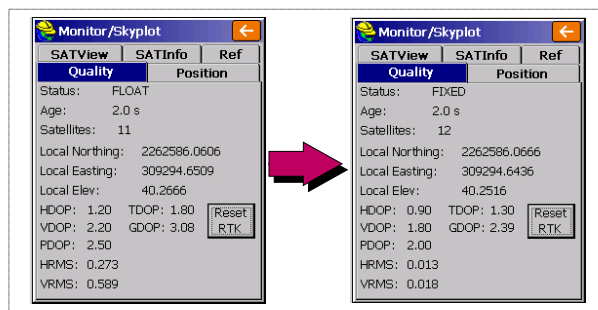 Monitor/Skyplot
SATView SATInfo Ref
Quality Position
Status: FLOAT
Age: 2.0 s
Satellites: 11
Local Northing: 2262586.0606
Local Easting: 309294.6509
Local Elev: 40.2666
HDOP: 1.20 TDOP: 1.80
VDOP: 2.20 GDOP: 3.08
PDOP: 2.50
Reset
RTK
HRMS: 0.273
VRMS: 0.589
Monitor/Skyplot
SATView SATInfo Ref
Quality Position
Status: FIXED
Age: 2.0 s
Satellites: 12
Local Northing: 2262586.0666
Local Easting: 309294.6436
Local Elev: 40.2516
HDOP: 0.90 TDOP: 1.30
VDOP: 1.80 GDOP: 2.39
PDOP: 2.00
Reset
RTK
HRMS: 0.013
VRMS: 0.018